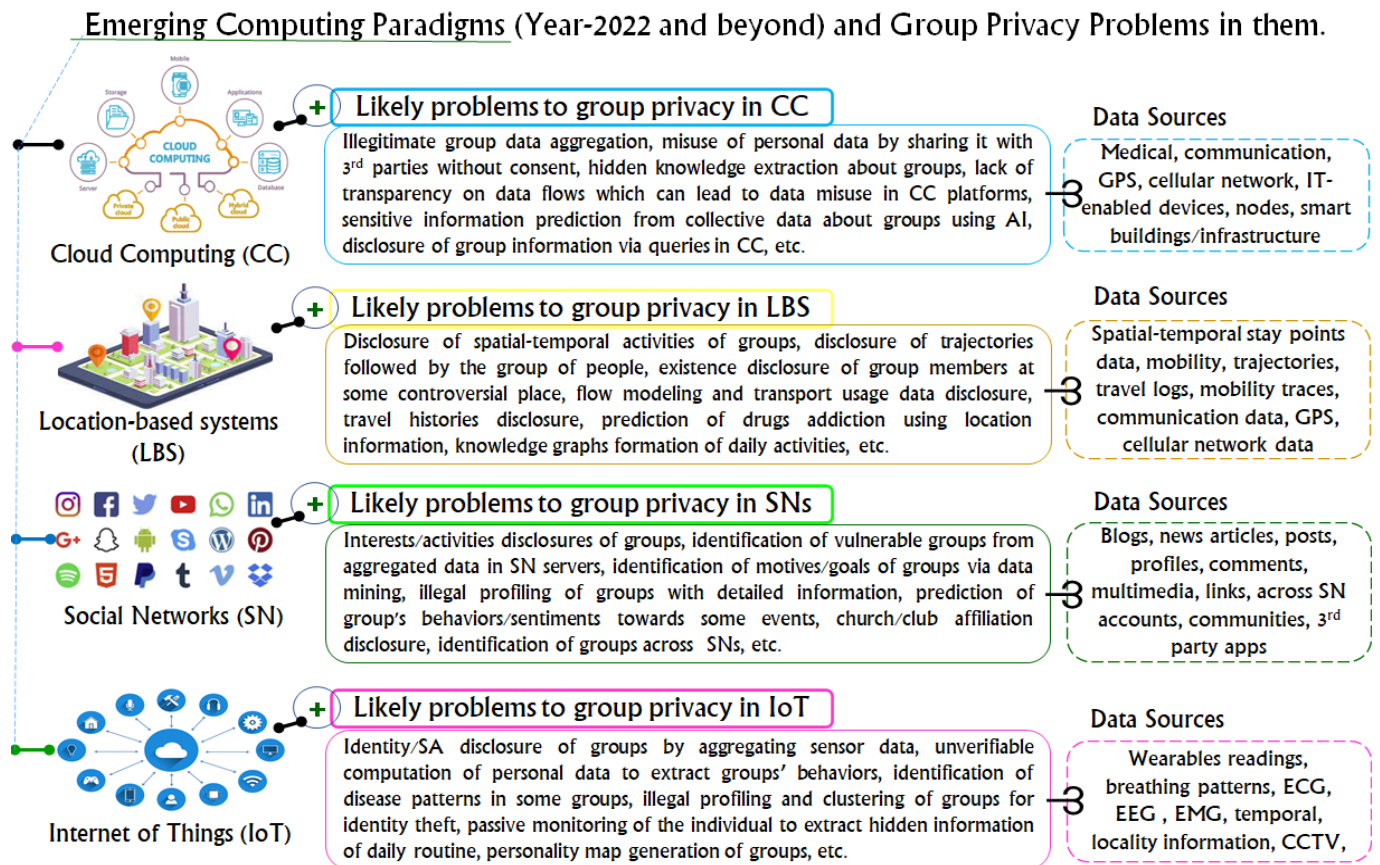 Emerging Computing Paradigms (Year-2022 and beyond) and Group Privacy Problems in them.
Mobile
Storage
Applications
CLOUD
COMPUTING
Server
Database
Private
cloud
Public
cloud
Hybrid
cloud
Cloud Computing (CC)
+
Likely problems to group privacy in CC
Illegitimate group data aggregation, misuse of personal data by sharing it with
3rd parties without consent, hidden knowledge extraction about groups, lack of
transparency on data flows which can lead to data misuse in CC platforms,
sensitive information prediction from collective data about groups using AI,
disclosure of group information via queries in CC, etc.
Data Sources
Medical, communication,
GPS, cellular network, IT-
enabled devices, nodes, smart
buildings/infrastructure
Location-based systems
(LBS)
+
Likely problems to group privacy in LBS
Disclosure of spatial-temporal activities of groups, disclosure of trajectories
followed by the group of people, existence disclosure of group members at
some controversial place, flow modeling and transport usage data disclosure,
travel histories disclosure, prediction of drugs addiction using location
information, knowledge graphs formation of daily activities, etc.
Data Sources
Spatial-temporal stay points
data, mobility, trajectories,
travel logs, mobility traces,
communication data, GPS,
cellular network data
Social Networks (SN)
+
Likely problems to group privacy in SNs
Interests/activities disclosures of groups, identification of vulnerable groups from
aggregated data in SN servers, identification of motives/goals of groups via data
mining, illegal profiling of groups with detailed information, prediction of
group's behaviors/sentiments towards some events, church/club affiliation
disclosure, identification of groups across SNs, etc.
Data Sources
Blogs, news articles, posts,
profiles, comments,
multimedia, links, across SN
accounts, communities, 3rd
party apps
Internet of Things (IoT)
+
Likely problems to group privacy in IoT
Identity/SA disclosure of groups by aggregating sensor data, unverifiable
computation of personal data to extract groups' behaviors, identification of
disease patterns in some groups, illegal profiling and clustering of groups for
identity theft, passive monitoring of the individual to extract hidden information
of daily routine, personality map generation of groups, etc.
Data Sources
Wearables readings,
breathing patterns, ECG,
EEG , EMG, temporal,
locality information, CCTV,